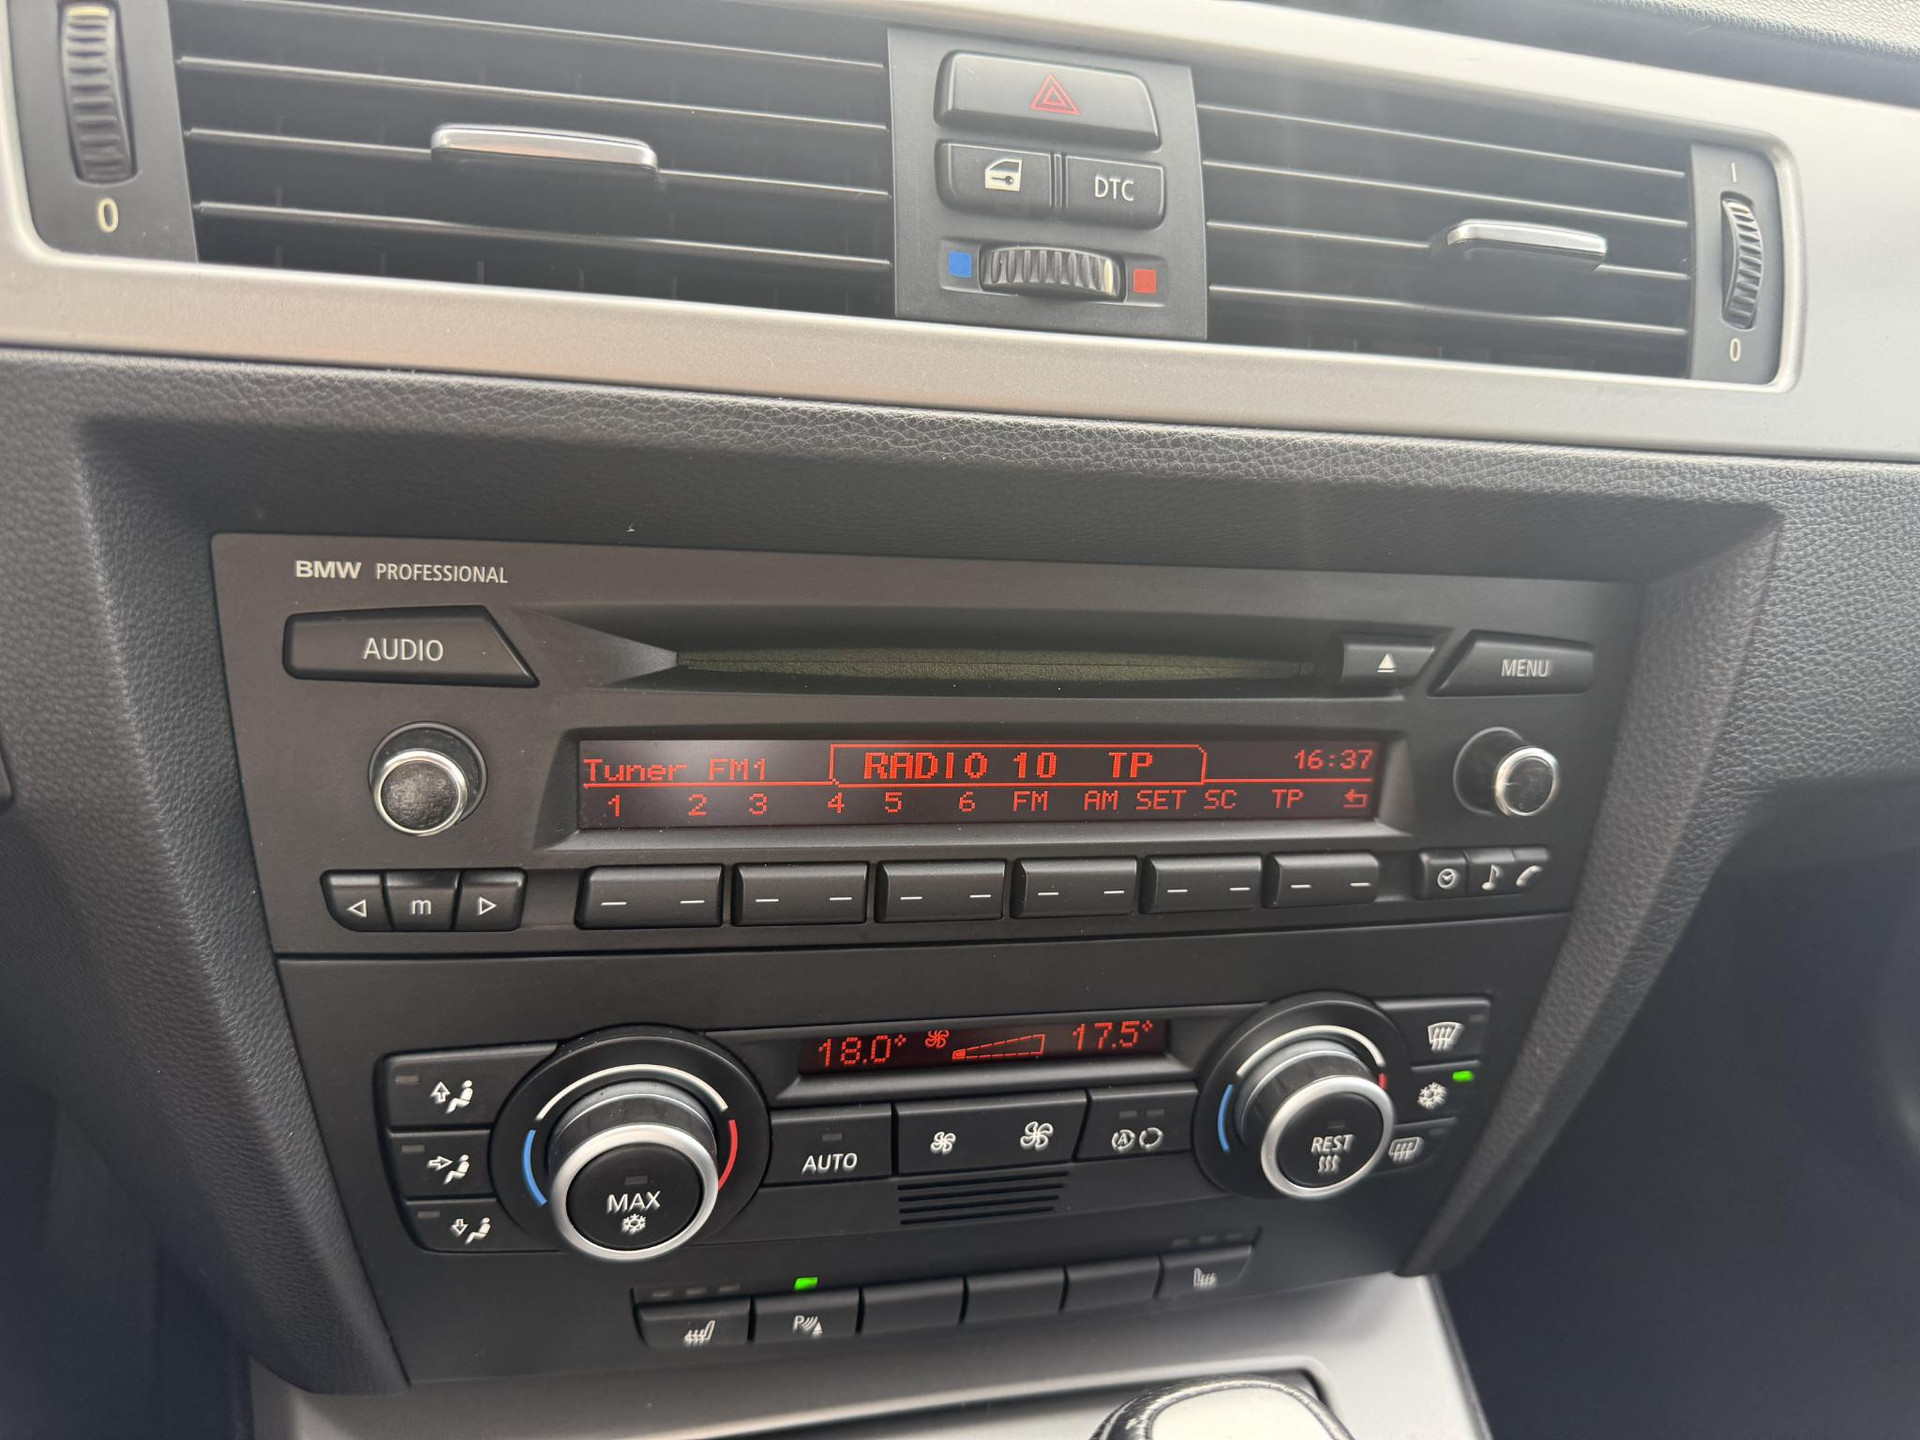 DTC
0
I
0
BMW PROFESSIONAL
AUDIO
MENU
Tuner FM1 RADIO 10 TP 16:37
1 2 3 4 5 6 FM AM SET SC TP
m
18.0° 17.5°
AUTO
A
MAX
REST
P